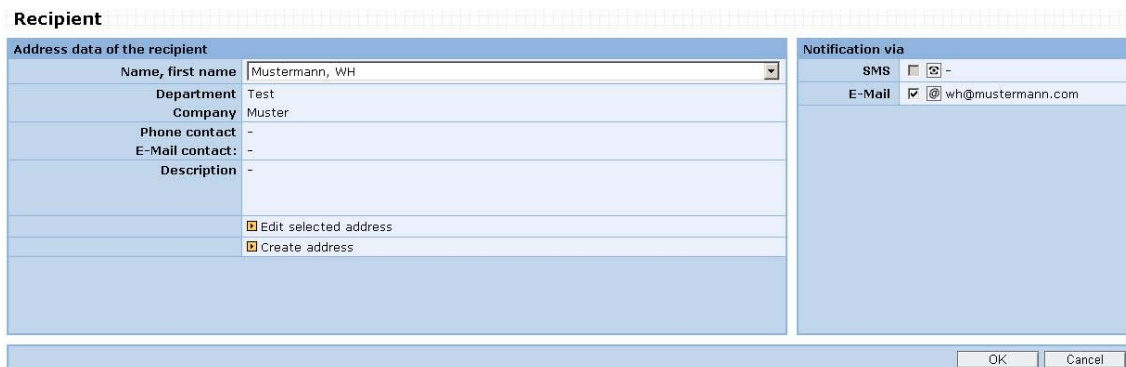 Recipient
Address data of the recipient
Name, first name Mustermann, WH
Department Test
Company Muster
Phone contact -
E-Mail contact: -
Description -
Edit selected address
Create address
Notification via
SMS -
E-Mail @ wh@mustermann.com
OK Cancel